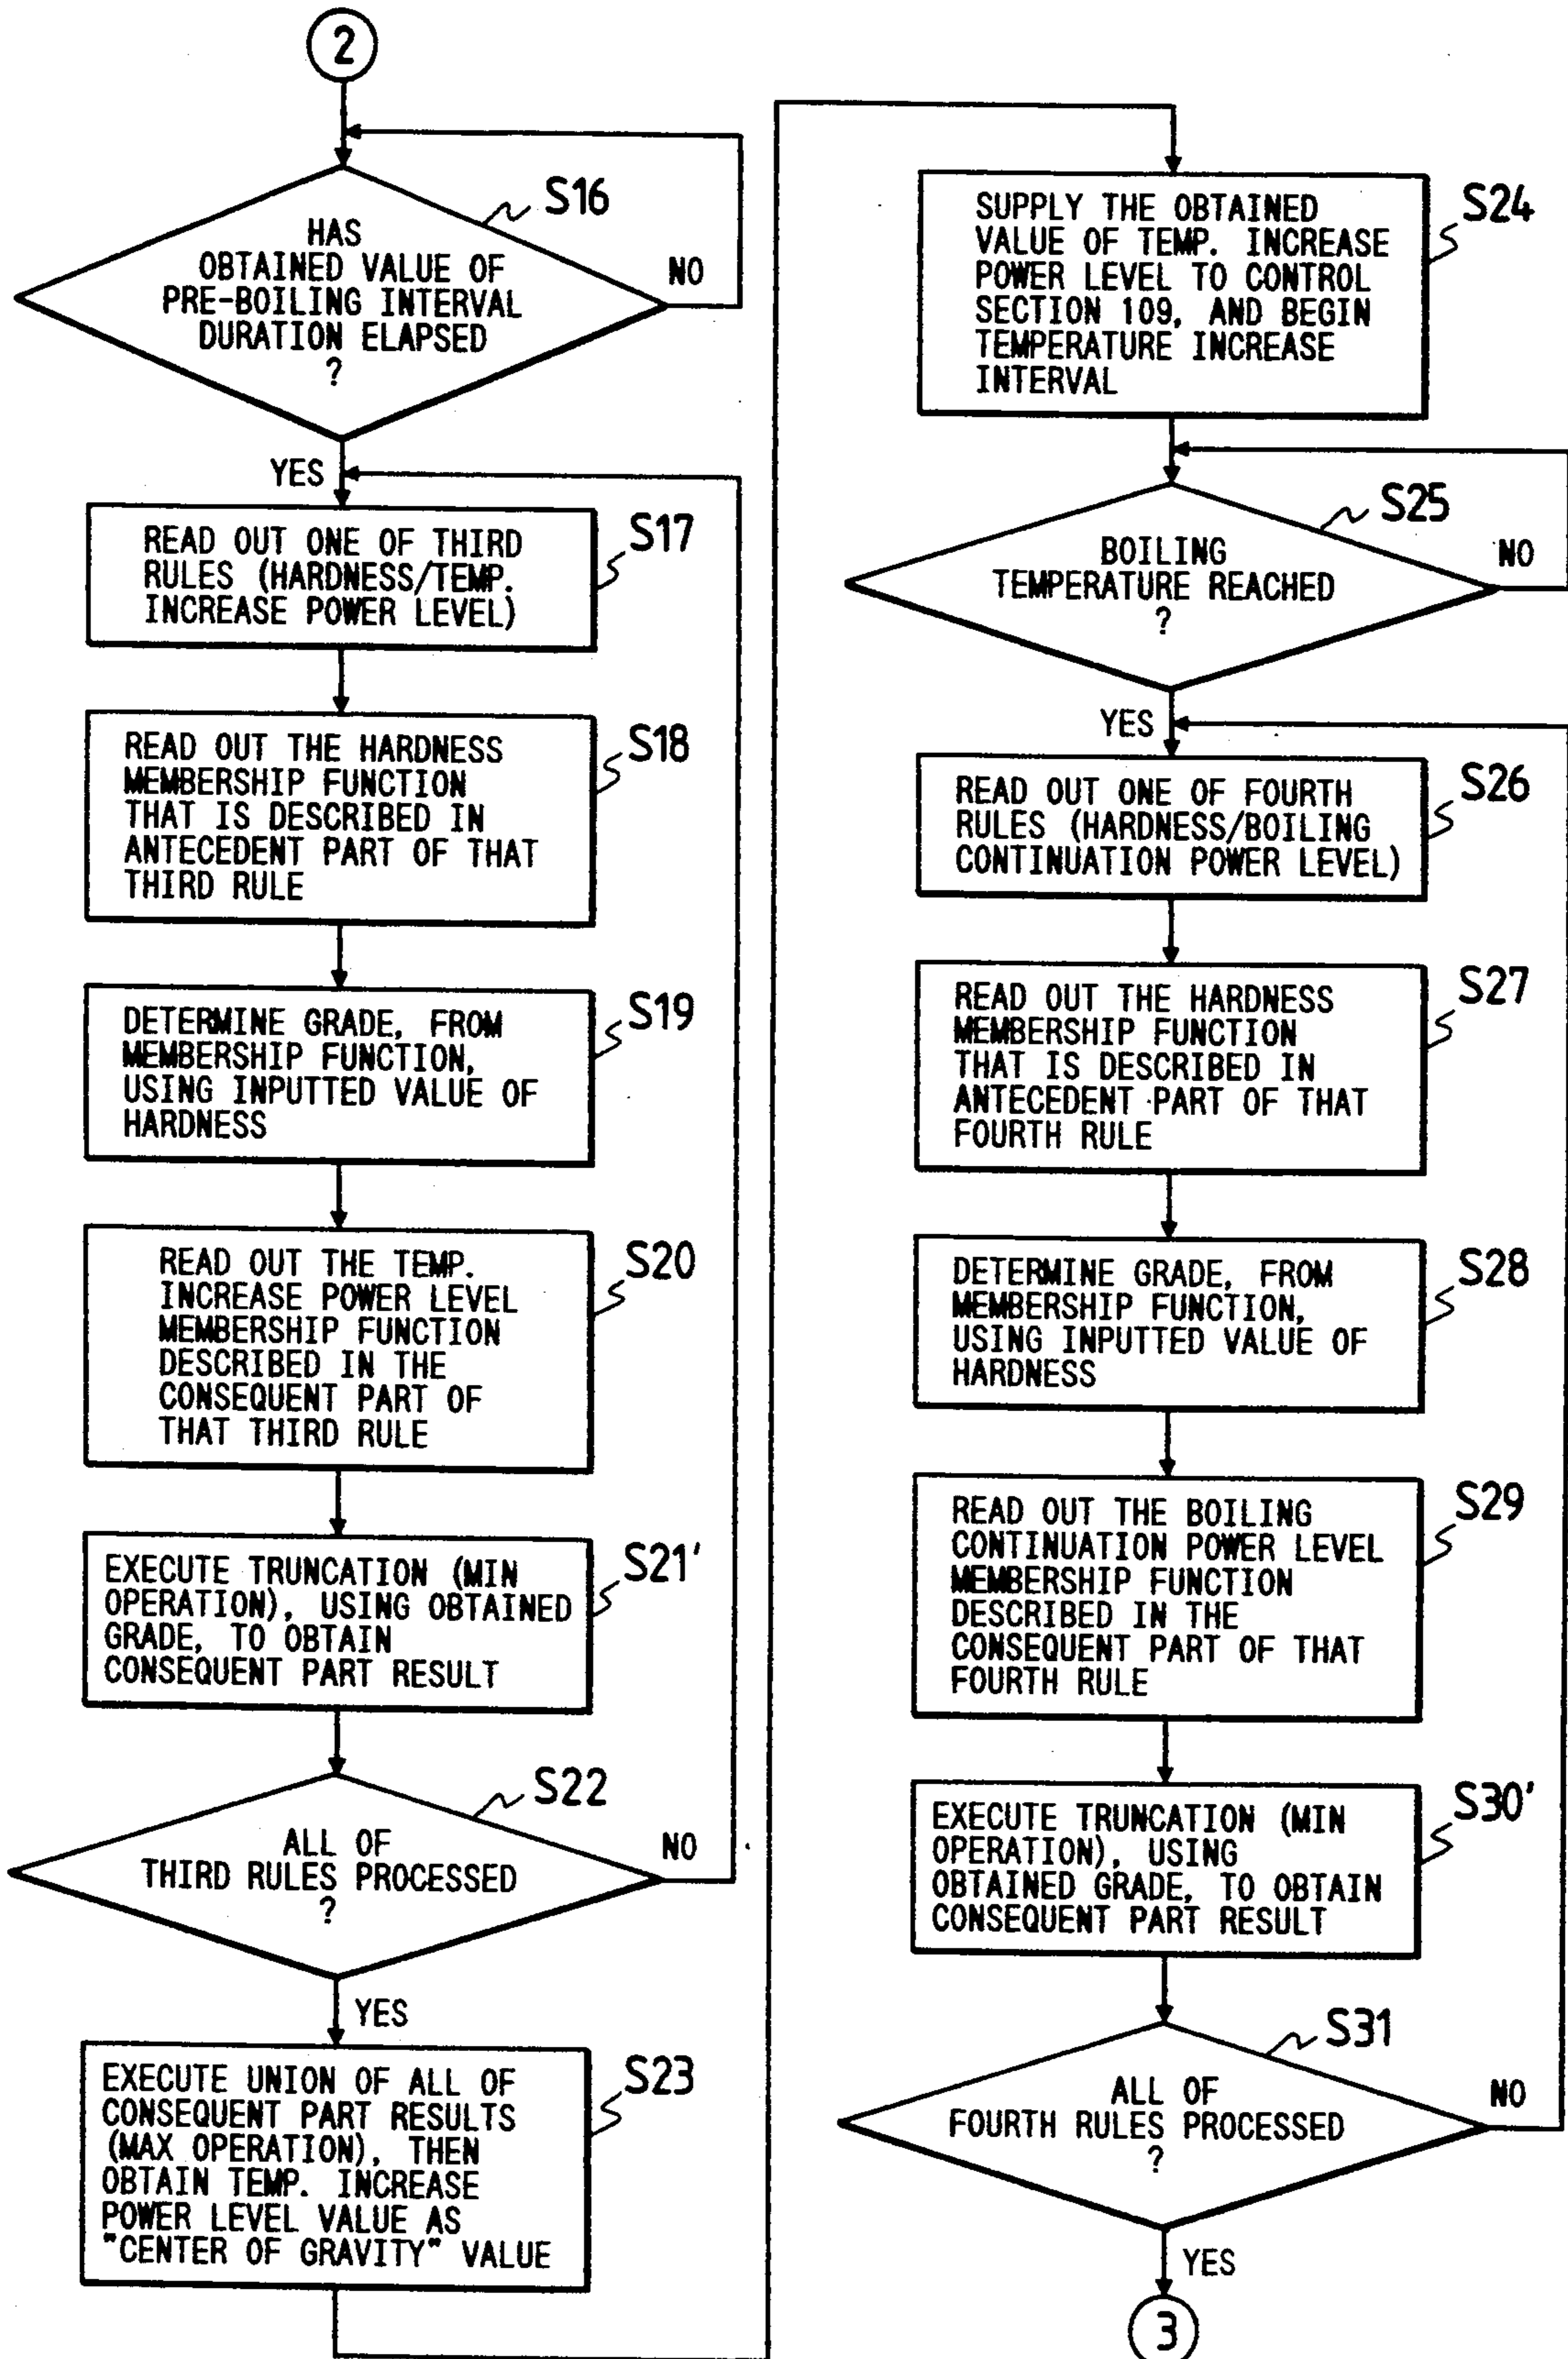 2
S16
HAS
OBTAINED VALUE OF
PRE-BOILING INTERVAL
DURATION ELAPSED
?
NO
YES
S17
READ OUT ONE OF THIRD
RULES (HARDNESS/TEMP.
INCREASE POWER LEVEL)
S18
READ OUT THE HARDNESS
MEMBERSHIP FUNCTION
THAT IS DESCRIBED IN
ANTECEDENT PART OF THAT
THIRD RULE
S19
DETERMINE GRADE, FROM
MEMBERSHIP FUNCTION,
USING INPUTTED VALUE OF
HARDNESS
S20
READ OUT THE TEMP.
INCREASE POWER LEVEL
MEMBERSHIP FUNCTION
DESCRIBED IN THE
CONSEQUENT PART OF
THAT THIRD RULE
S21'
EXECUTE TRUNCATION (MIN
OPERATION), USING OBTAINED
GRADE, TO OBTAIN
CONSEQUENT PART RESULT
S22
ALL OF
THIRD RULES PROCESSED
?
NO
YES
S23
EXECUTE UNION OF ALL OF
CONSEQUENT PART RESULTS
(MAX OPERATION), THEN
OBTAIN TEMP. INCREASE
POWER LEVEL VALUE AS
"CENTER OF GRAVITY" VALUE
S24
SUPPLY THE OBTAINED
VALUE OF TEMP. INCREASE
POWER LEVEL TO CONTROL
SECTION 109, AND BEGIN
TEMPERATURE INCREASE
INTERVAL
S25
BOILING
TEMPERATURE REACHED
?
NO
YES
S26
READ OUT ONE OF FOURTH
RULES (HARDNESS/BOILING
CONTINUATION POWER LEVEL)
S27
READ OUT THE HARDNESS
MEMBERSHIP FUNCTION
THAT IS DESCRIBED IN
ANTECEDENT PART OF THAT
FOURTH RULE
S28
DETERMINE GRADE, FROM
MEMBERSHIP FUNCTION,
USING INPUTTED VALUE OF
HARDNESS
S29
READ OUT THE BOILING
CONTINUATION POWER LEVEL
MEMBERSHIP FUNCTION
DESCRIBED IN THE
CONSEQUENT PART OF THAT
FOURTH RULE
S30'
EXECUTE TRUNCATION (MIN
OPERATION), USING
OBTAINED GRADE, TO OBTAIN
CONSEQUENT PART RESULT
S31
ALL OF
FOURTH RULES PROCESSED
?
NO
YES
3